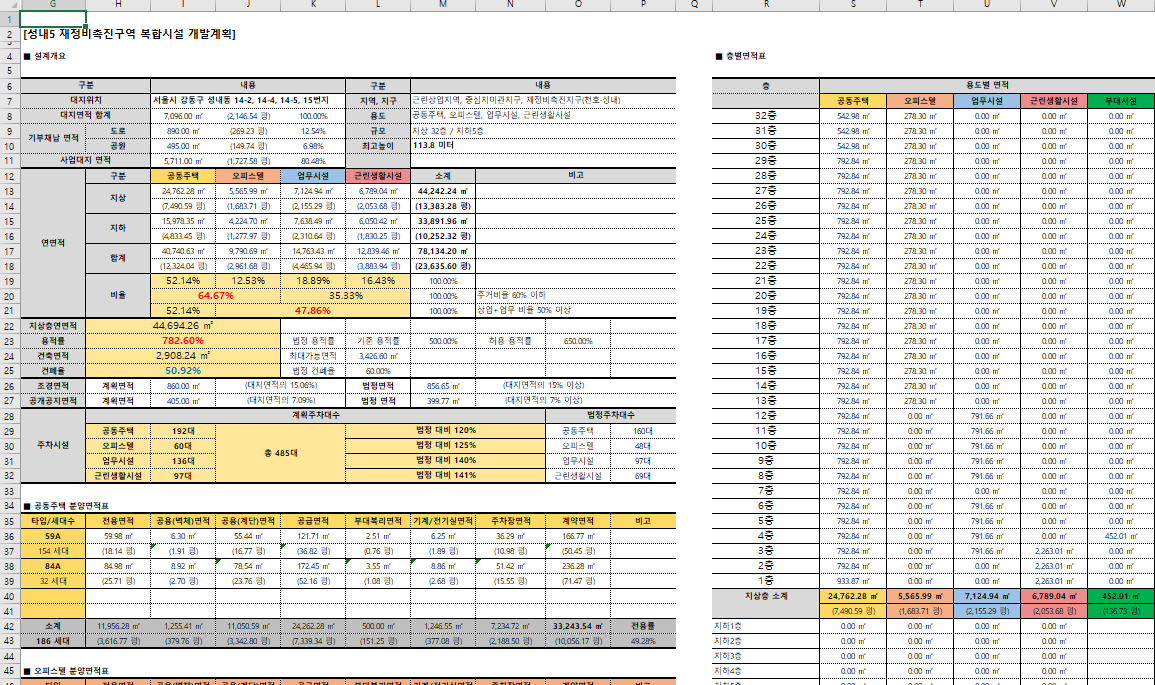 G H I J K L M N O P Q R S T U V W
1
2 [성내5 재정비촉진구역 복합시설 개발계획]
3
4 ■ 설계개요 ■ 층별면적표
5
6 구분 내용 구분 내용 층 용도별 면적
7 대지위치 서울시 강동구 성내동 14-2, 14-4, 14-5, 15번지 지역, 지구 근린상업지역, 중심지미관지구, 재정비촉진지구(천호·성내) 공동주택 오피스텔 업무시설 근린생활시설 부대시설
8 대지면적 합계 7,096.00 ㎡ (2,146.54 평) 100.00% 용도 공동주택, 오피스텔, 업무시설, 근린생활시설 32층 542.98 ㎡ 278.30 ㎡ 0.00 ㎡ 0.00 ㎡ 0.00 ㎡
9 기부채납 면적 도로 890.00 ㎡ (269.23 평) 12.54% 규모 지상 32층 / 지하5층 31층 542.98 ㎡ 278.30 ㎡ 0.00 ㎡ 0.00 ㎡ 0.00 ㎡
10 공원 495.00 ㎡ (149.74 평) 6.98% 최고높이 113.8 미터 30층 542.98 ㎡ 278.30 ㎡ 0.00 ㎡ 0.00 ㎡ 0.00 ㎡
11 사업대지 면적 5,711.00 ㎡ (1,727.58 평) 80.48% 29층 792.84 ㎡ 278.30 ㎡ 0.00 ㎡ 0.00 ㎡ 0.00 ㎡
12 연면적 구분 공동주택 오피스텔 업무시설 근린생활시설 소계 비고 28층 792.84 ㎡ 278.30 ㎡ 0.00 ㎡ 0.00 ㎡ 0.00 ㎡
13 지상 24,762.28 ㎡ 5,565.99 ㎡ 7,124.94 ㎡ 6,789.04 ㎡ 44,242.24 ㎡ 27층 792.84 ㎡ 278.30 ㎡ 0.00 ㎡ 0.00 ㎡ 0.00 ㎡
14 (7,490.59 평) (1,683.71 평) (2,155.29 평) (2,053.68 평) (13,383.28 평) 26층 792.84 ㎡ 278.30 ㎡ 0.00 ㎡ 0.00 ㎡ 0.00 ㎡
15 지하 15,978.35 ㎡ 4,224.70 ㎡ 7,638.49 ㎡ 6,050.42 ㎡ 33,891.96 ㎡ 25층 792.84 ㎡ 278.30 ㎡ 0.00 ㎡ 0.00 ㎡ 0.00 ㎡
16 (4,833.45 평) (1,277.97 평) (2,310.64 평) (1,830.25 평) (10,252.32 평) 24층 792.84 ㎡ 278.30 ㎡ 0.00 ㎡ 0.00 ㎡ 0.00 ㎡
17 합계 40,740.63 ㎡ 9,790.69 ㎡ 14,763.43 ㎡ 12,839.46 ㎡ 78,134.20 ㎡ 23층 792.84 ㎡ 278.30 ㎡ 0.00 ㎡ 0.00 ㎡ 0.00 ㎡
18 (12,324.04 평) (2,961.68 평) (4,465.94 평) (3,883.94 평) (23,635.60 평) 22층 792.84 ㎡ 278.30 ㎡ 0.00 ㎡ 0.00 ㎡ 0.00 ㎡
19 비율 52.14% 12.53% 18.89% 16.43% 100.00% 21층 792.84 ㎡ 278.30 ㎡ 0.00 ㎡ 0.00 ㎡ 0.00 ㎡
20 64.67% 35.33% 100.00% 주거비율 60% 이하 20층 792.84 ㎡ 278.30 ㎡ 0.00 ㎡ 0.00 ㎡ 0.00 ㎡
21 52.14% 47.86% 100.00% 상업+업무 비율 50% 이상 19층 792.84 ㎡ 278.30 ㎡ 0.00 ㎡ 0.00 ㎡ 0.00 ㎡
22 지상층연면적 44,694.26 ㎡ 18층 792.84 ㎡ 278.30 ㎡ 0.00 ㎡ 0.00 ㎡ 0.00 ㎡
23 용적률 782.60% 법정 용적률 기준 용적률 500.00% 허용 용적률 650.00% 17층 792.84 ㎡ 278.30 ㎡ 0.00 ㎡ 0.00 ㎡ 0.00 ㎡
24 건축면적 2,908.24 ㎡ 최대가능면적 3,426.60 ㎡ 16층 792.84 ㎡ 278.30 ㎡ 0.00 ㎡ 0.00 ㎡ 0.00 ㎡
25 건폐율 50.92% 법정 건폐율 60.00% 15층 792.84 ㎡ 278.30 ㎡ 0.00 ㎡ 0.00 ㎡ 0.00 ㎡
26 조경면적 계획면적 860.00 ㎡ (대지면적의 15.06%) 법정면적 856.65 ㎡ (대지면적의 15% 이상) 14층 792.84 ㎡ 278.30 ㎡ 0.00 ㎡ 0.00 ㎡ 0.00 ㎡
27 공개공지면적 계획면적 405.00 ㎡ (대지면적의 7.09%) 법정 면적 399.77 ㎡ (대지면적의 7% 이상) 13층 792.84 ㎡ 278.30 ㎡ 0.00 ㎡ 0.00 ㎡ 0.00 ㎡
28 주차시설 계획주차대수 법정주차대수 12층 792.84 ㎡ 0.00 ㎡ 791.66 ㎡ 0.00 ㎡ 0.00 ㎡
29 공동주택 192대 총 485대 법정 대비 120% 공동주택 160대 11층 792.84 ㎡ 0.00 ㎡ 791.66 ㎡ 0.00 ㎡ 0.00 ㎡
30 오피스텔 60대 법정 대비 125% 오피스텔 48대 10층 792.84 ㎡ 0.00 ㎡ 791.66 ㎡ 0.00 ㎡ 0.00 ㎡
31 업무시설 136대 법정 대비 140% 업무시설 97대 9층 792.84 ㎡ 0.00 ㎡ 791.66 ㎡ 0.00 ㎡ 0.00 ㎡
32 근린생활시설 97대 법정 대비 141% 근린생활시설 69대 8층 792.84 ㎡ 0.00 ㎡ 791.66 ㎡ 0.00 ㎡ 0.00 ㎡
33 7층 792.84 ㎡ 0.00 ㎡ 791.66 ㎡ 0.00 ㎡ 0.00 ㎡
34 ■ 공동주택 분양면적표 6층 792.84 ㎡ 0.00 ㎡ 791.66 ㎡ 0.00 ㎡ 0.00 ㎡
35 타입/세대수 전용면적 공용(벽체)면적 공용(계단)면적 공급면적 부대복리면적 기계/전기실면적 주차장면적 계약면적 비고 5층 792.84 ㎡ 0.00 ㎡ 791.66 ㎡ 0.00 ㎡ 0.00 ㎡
36 59A 59.98 ㎡ 6.30 ㎡ 55.44 ㎡ 121.71 ㎡ 2.51 ㎡ 6.25 ㎡ 36.29 ㎡ 166.77 ㎡ 4층 792.84 ㎡ 0.00 ㎡ 791.66 ㎡ 0.00 ㎡ 452.01 ㎡
37 154 세대 (18.14 평) (1.91 평) (16.77 평) (36.82 평) (0.76 평) (1.89 평) (10.98 평) (50.45 평) 3층 792.84 ㎡ 0.00 ㎡ 791.66 ㎡ 2,263.01 ㎡ 0.00 ㎡
38 84A 84.98 ㎡ 8.92 ㎡ 78.54 ㎡ 172.45 ㎡ 3.55 ㎡ 8.86 ㎡ 51.42 ㎡ 236.28 ㎡ 2층 792.84 ㎡ 0.00 ㎡ 0.00 ㎡ 2,263.01 ㎡ 0.00 ㎡
39 32 세대 (25.71 평) (2.70 평) (23.76 평) (52.16 평) (1.08 평) (2.68 평) (15.55 평) (71.47 평) 1층 933.87 ㎡ 0.00 ㎡ 0.00 ㎡ 2,263.01 ㎡ 0.00 ㎡
40 지상층 소계 24,762.28 ㎡ 5,565.99 ㎡ 7,124.94 ㎡ 6,789.04 ㎡ 452.01 ㎡
41 (7,490.59 평) (1,683.71 평) (2,155.29 평) (2,053.68 평) (136.73 평)
42 소계 11,956.28 ㎡ 1,255.41 ㎡ 11,050.59 ㎡ 24,262.28 ㎡ 500.00 ㎡ 1,246.55 ㎡ 7,234.72 ㎡ 33,243.54 ㎡ 전용률 지하1층 0.00 ㎡ 0.00 ㎡ 0.00 ㎡ 0.00 ㎡
43 186 세대 (3,616.77 평) (379.76 평) (3,342.80 평) (7,339.34 평) (151.25 평) (377.08 평) (2,188.50 평) (10,056.17 평) 49.28% 지하2층 0.00 ㎡ 0.00 ㎡ 0.00 ㎡ 0.00 ㎡
44 지하3층 0.00 ㎡ 0.00 ㎡ 0.00 ㎡ 0.00 ㎡
45 ■ 오피스텔 분양면적표 지하4층 0.00 ㎡ 0.00 ㎡ 0.00 ㎡ 0.00 ㎡